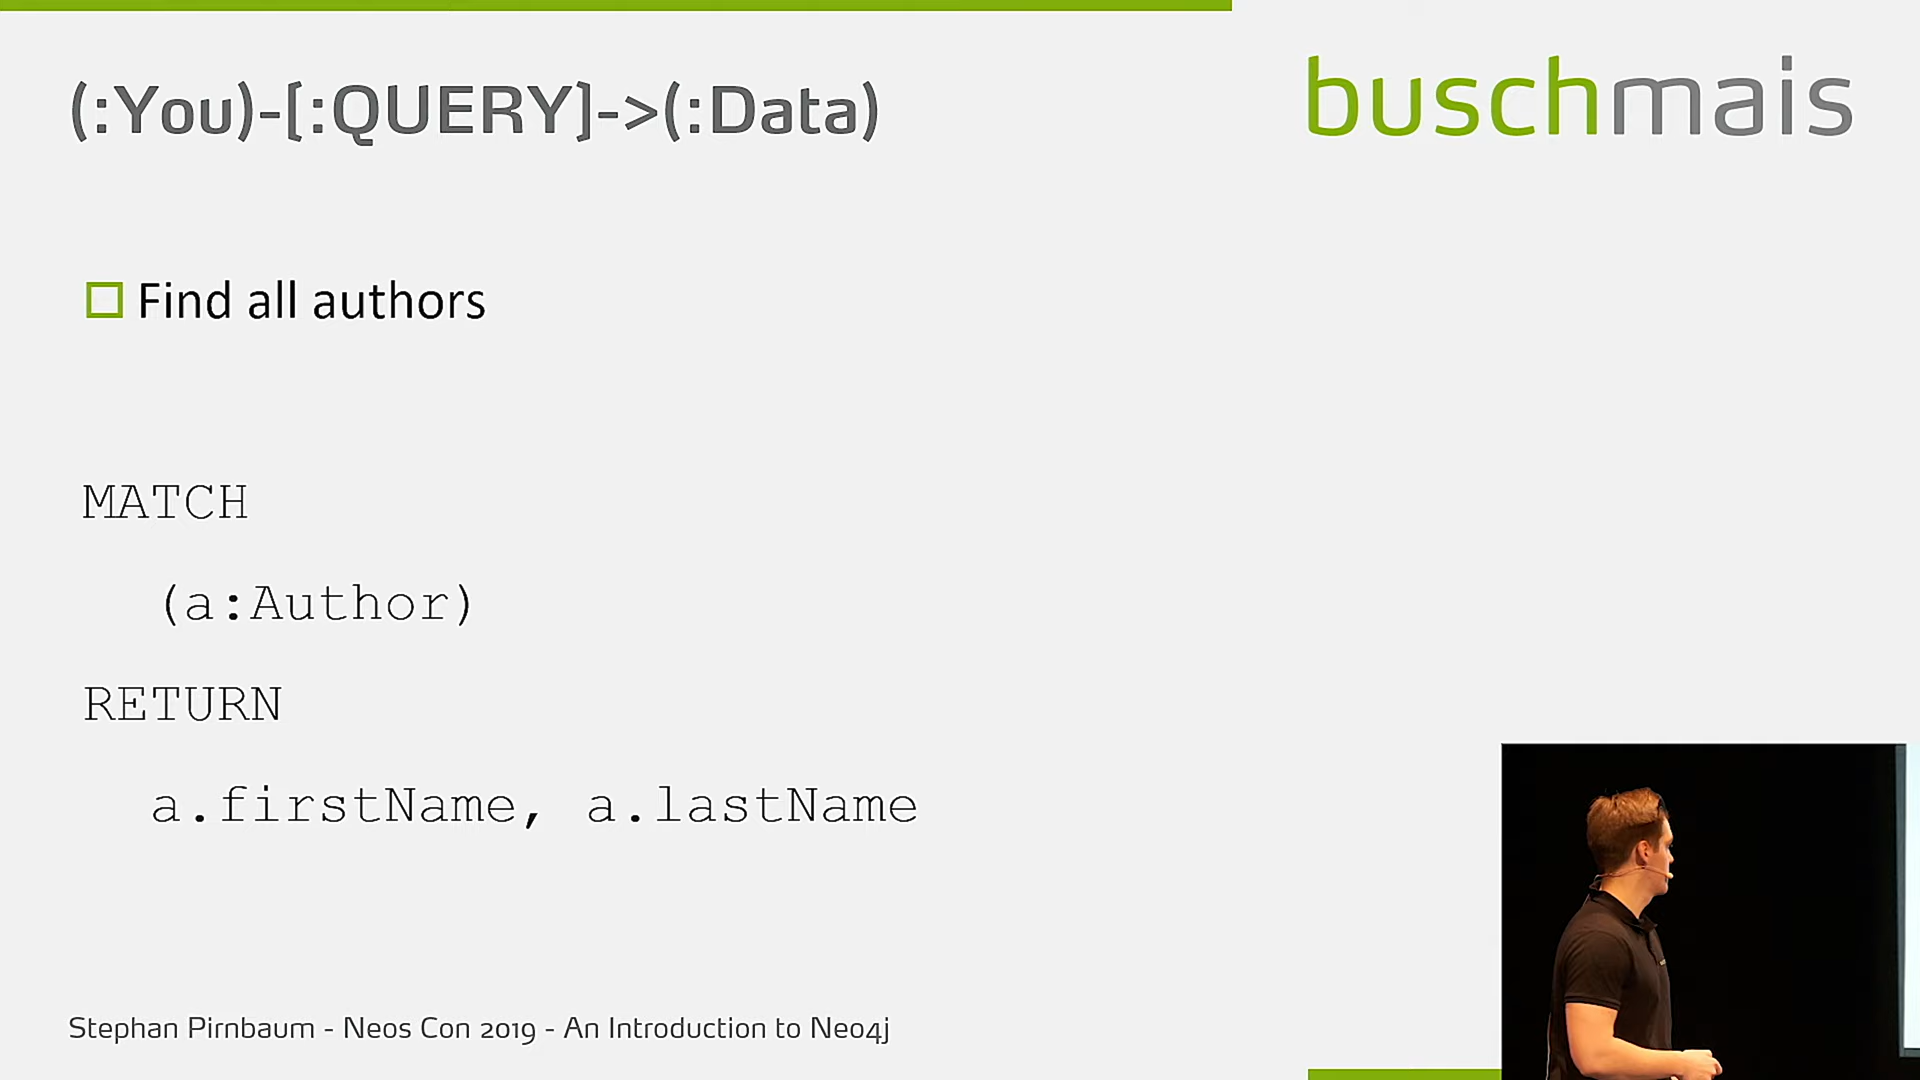 (:You)-[:QUERY]->(:Data)
buschmais
Find all authors
MATCH
(a:Author)
RETURN
a.firstName, a.lastName
Stephan Pirnbaum - Neos Con 2019 - An Introduction to Neo4j